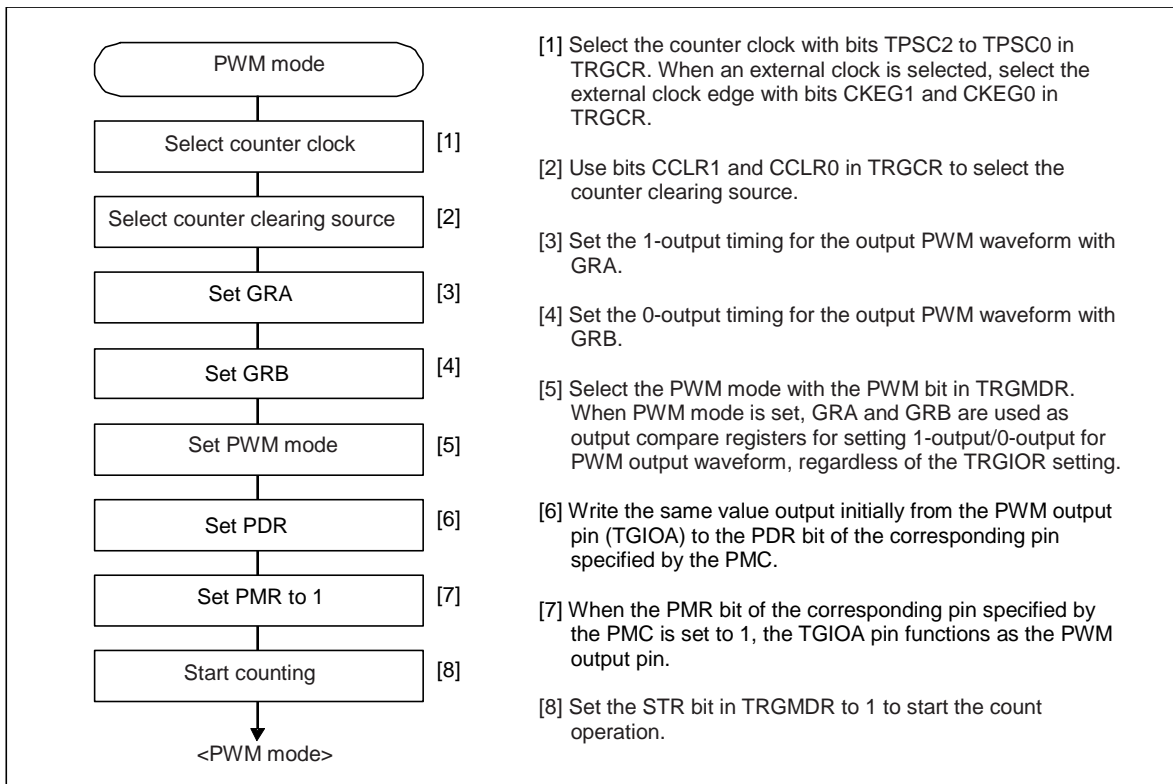 PWM mode
Select counter clock
[1]
Select counter clearing source
[2]
Set GRA
[3]
Set GRB
[4]
Set PWM mode
[5]
Set PDR
[6]
Set PMR to 1
[7]
Start counting
[8]
<PWM mode>
[1] Select the counter clock with bits TPSC2 to TPSC0 in
TRGCR. When an external clock is selected, select the
external clock edge with bits CKEG1 and CKEG0 in
TRGCR.
[2] Use bits CCLR1 and CCLR0 in TRGCR to select the
counter clearing source.
[3] Set the 1-output timing for the output PWM waveform with
GRA.
[4] Set the 0-output timing for the output PWM waveform with
GRB.
[5] Select the PWM mode with the PWM bit in TRGMDR.
When PWM mode is set, GRA and GRB are used as
output compare registers for setting 1-output/0-output for
PWM output waveform, regardless of the TRGIOR setting.
[6] Write the same value output initially from the PWM output
pin (TGIOA) to the PDR bit of the corresponding pin
specified by the PMC.
[7] When the PMR bit of the corresponding pin specified by
the PMC is set to 1, the TGIOA pin functions as the PWM
output pin.
[8] Set the STR bit in TRGMDR to 1 to start the count
operation.